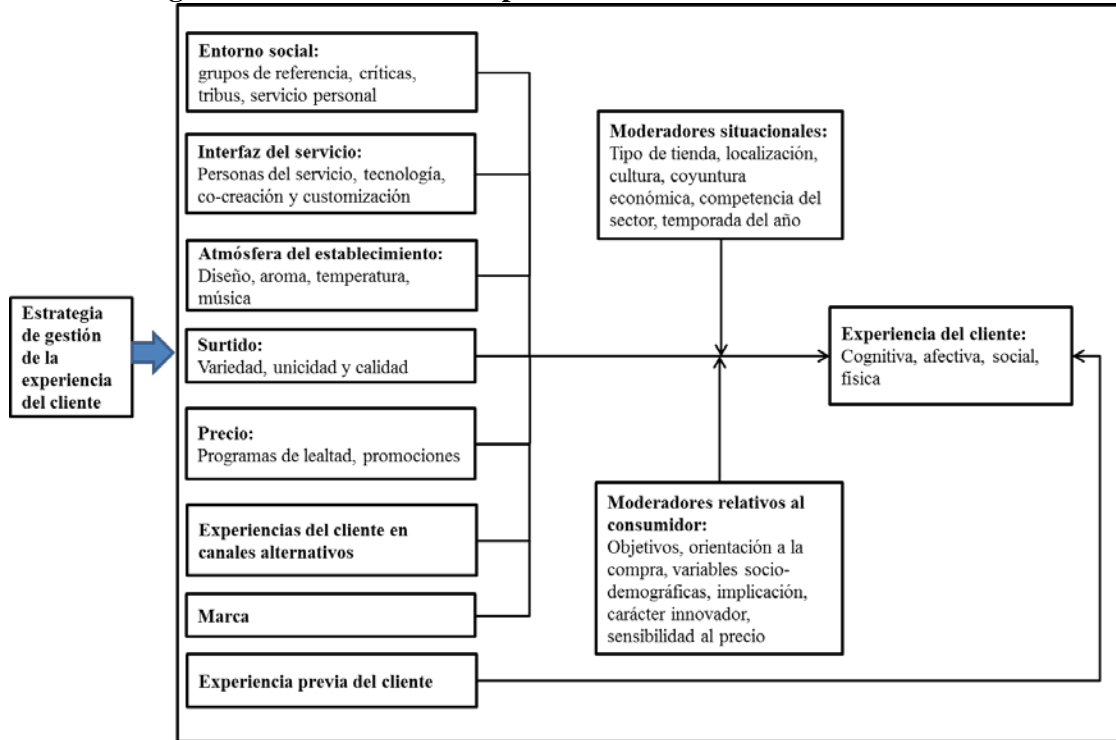 Entorno social:
grupos de referencia, críticas,
tribus, servicio personal
Interfaz del servicio:
Personas del servicio, tecnología,
co-creación y customización
Atmósfera del establecimiento:
Diseño, aroma, temperatura,
música
Surtido:
Variedad, unicidad y calidad
Precio:
Programas de lealtad, promociones
Experiencias del cliente en
canales alternativos
Marca
Experiencia previa del cliente
Estrategia
de gestión
de la
experiencia
del cliente
Moderadores situacionales:
Tipo de tienda, localización,
cultura, coyuntura
económica, competencia del
sector, temporada del año
Moderadores relativos al
consumidor:
Objetivos, orientación a la
compra, variables socio-
demográficas, implicación,
carácter innovador,
sensibilidad al precio
Experiencia del cliente:
Cognitiva, afectiva, social,
física